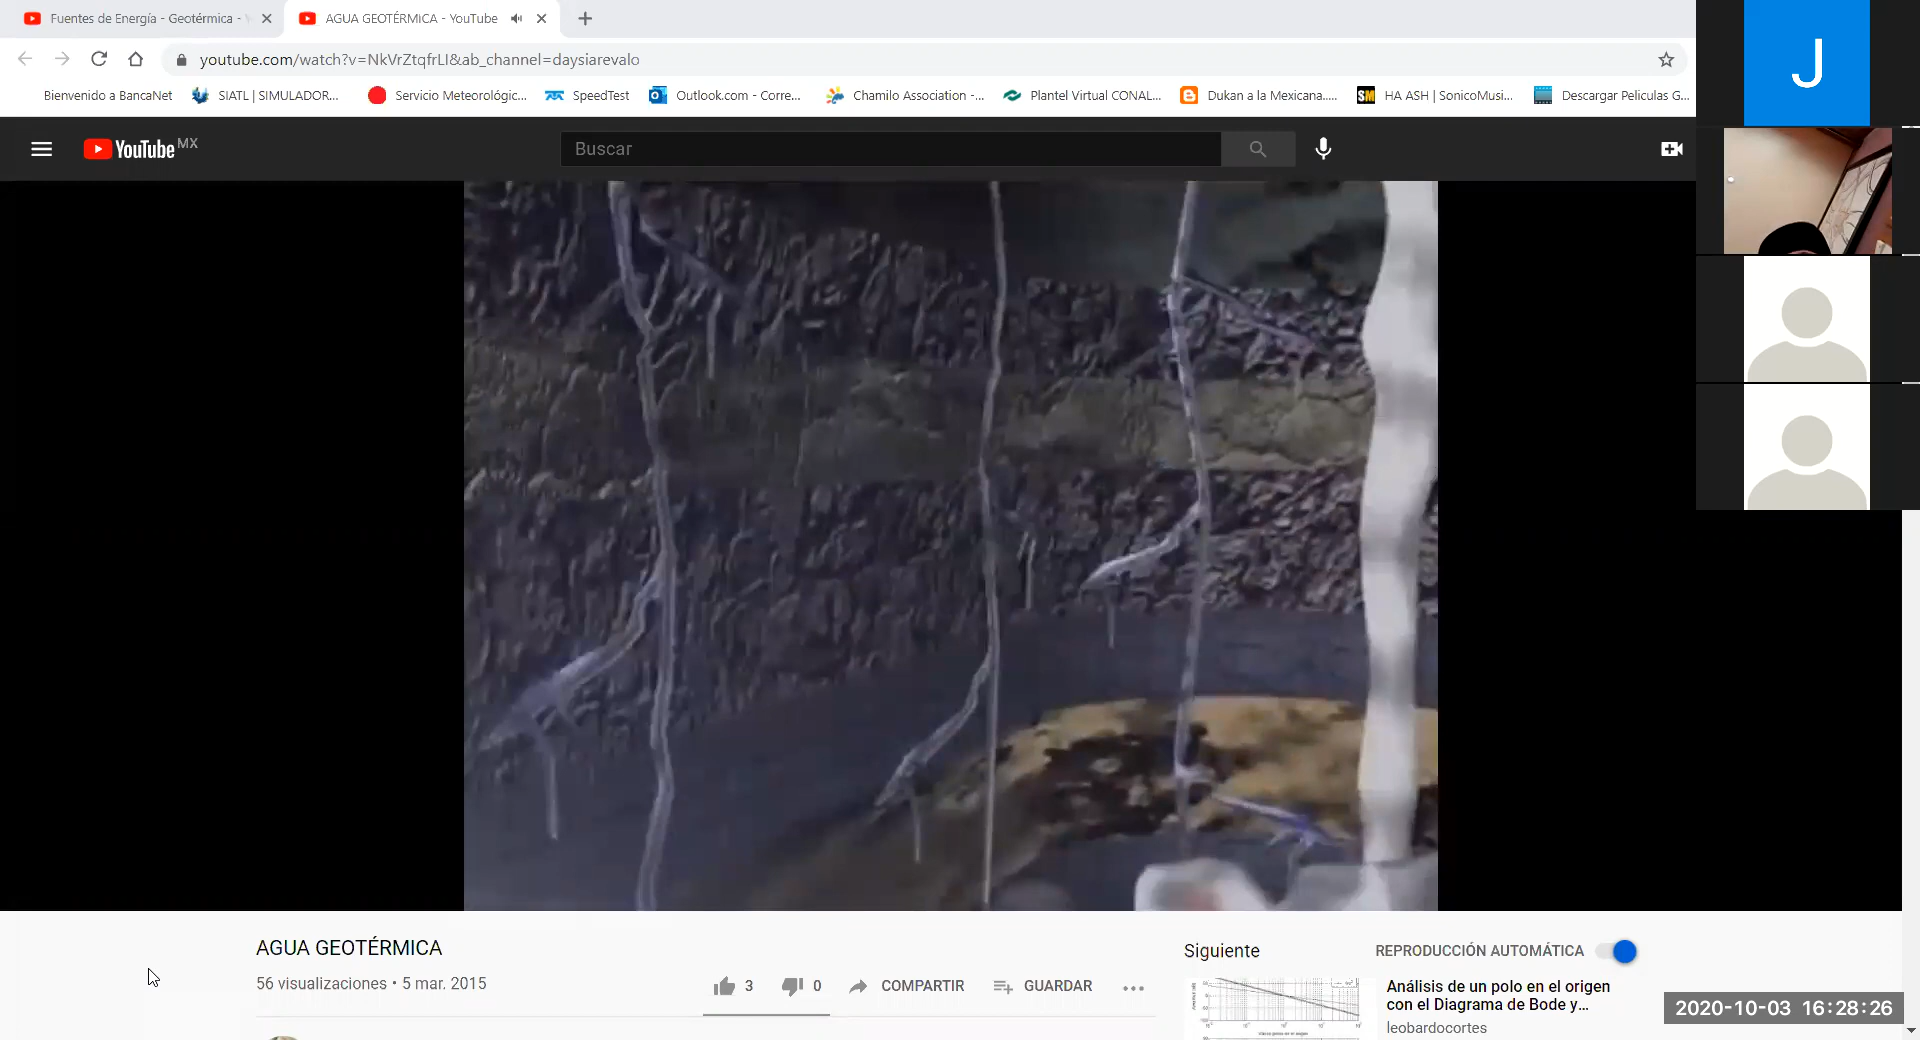 Fuentes de Energía - Geotérmica -
AGUA GEOTÉRMICA - YouTube
youtube.com/watch?v=NkVrZtqfrLI&ab_channel=daysiarevalo
Bienvenido a BancaNet
SIATL | SIMULADOR...
Servicio Meteorológic...
SpeedTest
Outlook.com - Corre...
Chamilo Association -...
Plantel Virtual CONAL...
Dukan a la Mexicana.....
SM
HA ASH | SonicoMusi...
Descargar Peliculas G...
J
YouTube MX
Buscar
AGUA GEOTÉRMICA
56 visualizaciones • 5 mar. 2015
3
0
COMPARTIR
GUARDAR
Siguiente
REPRODUCCIÓN AUTOMÁTICA
Análisis de un polo en el origen
con el Diagrama de Bode y...
leobardocortes
2020-10-03 16:28:26